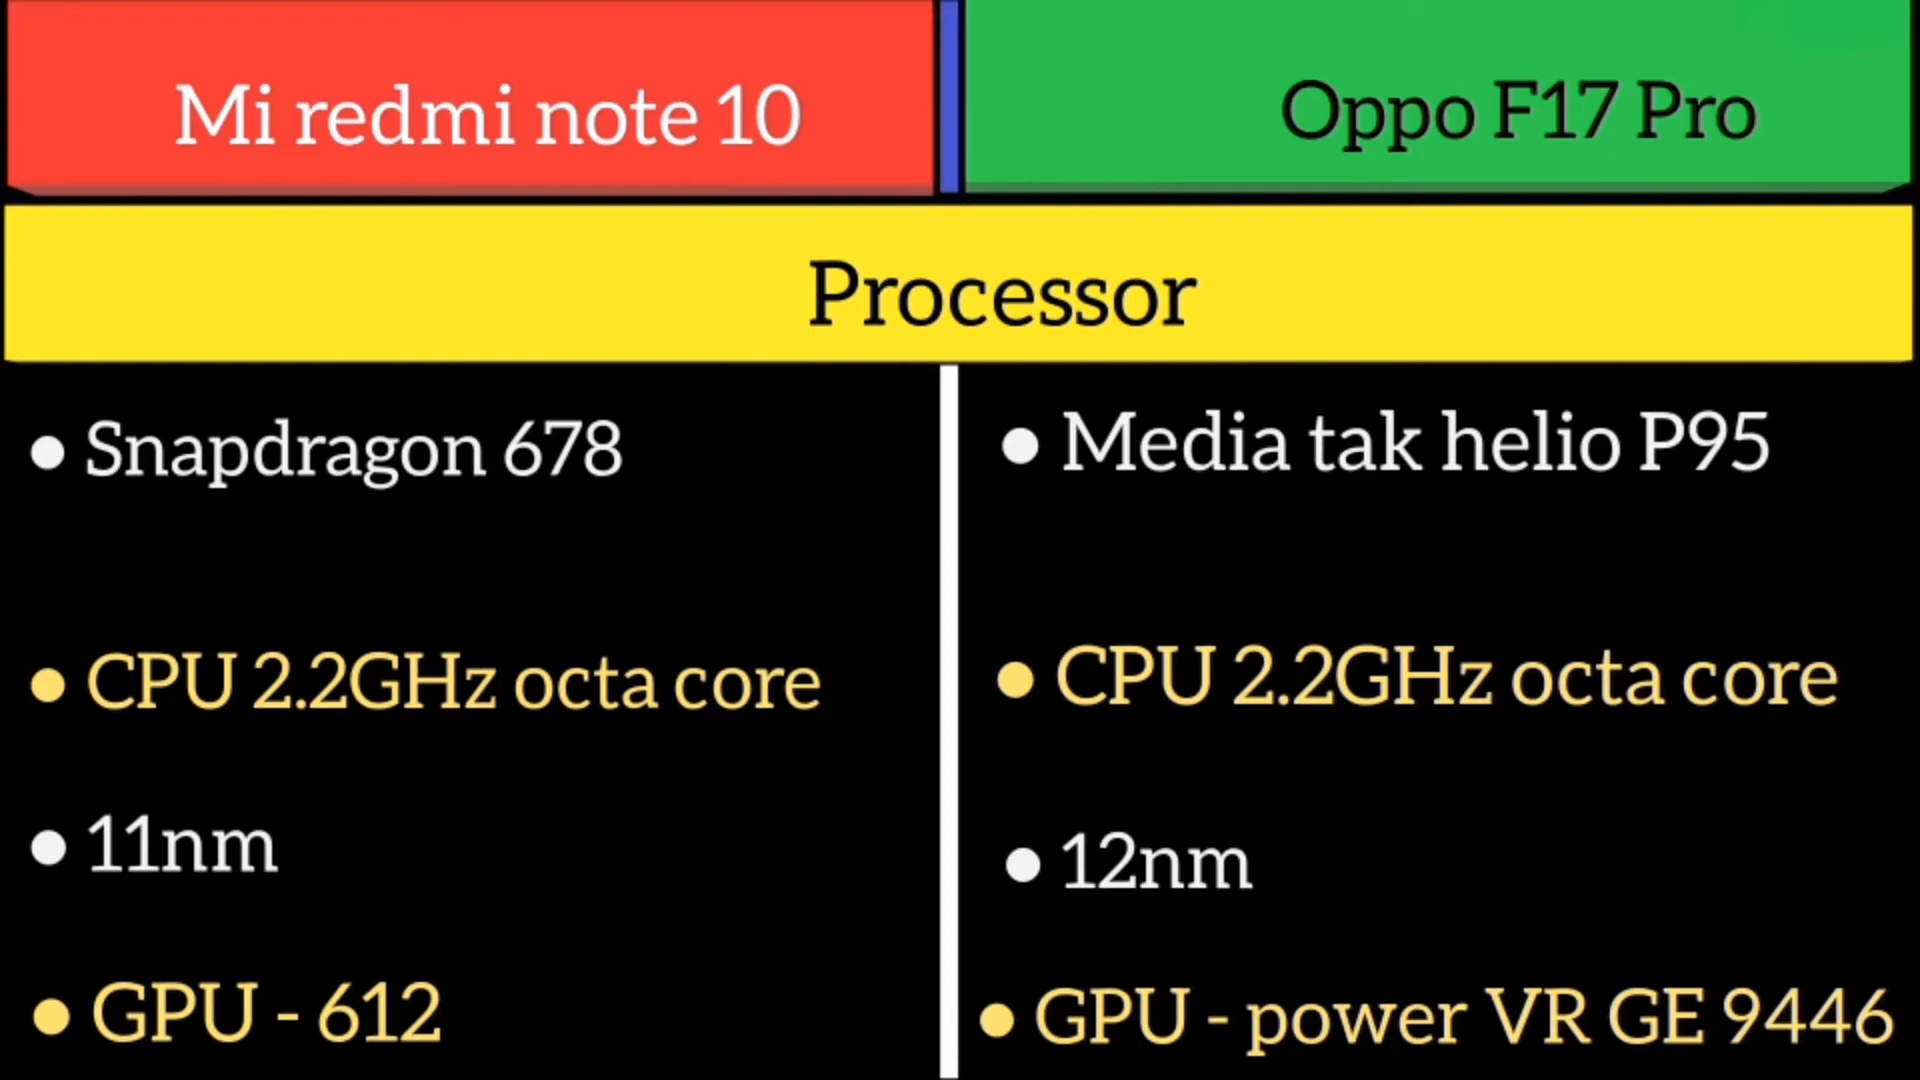 Mi redmi note 10
Oppo F17 Pro
Processor
• Snapdragon 678
• Media tak helio P95
• CPU 2.2GHz octa core
• CPU 2.2GHz octa core
• 11nm
• 12nm
• GPU - 612
• GPU - power VR GE 9446